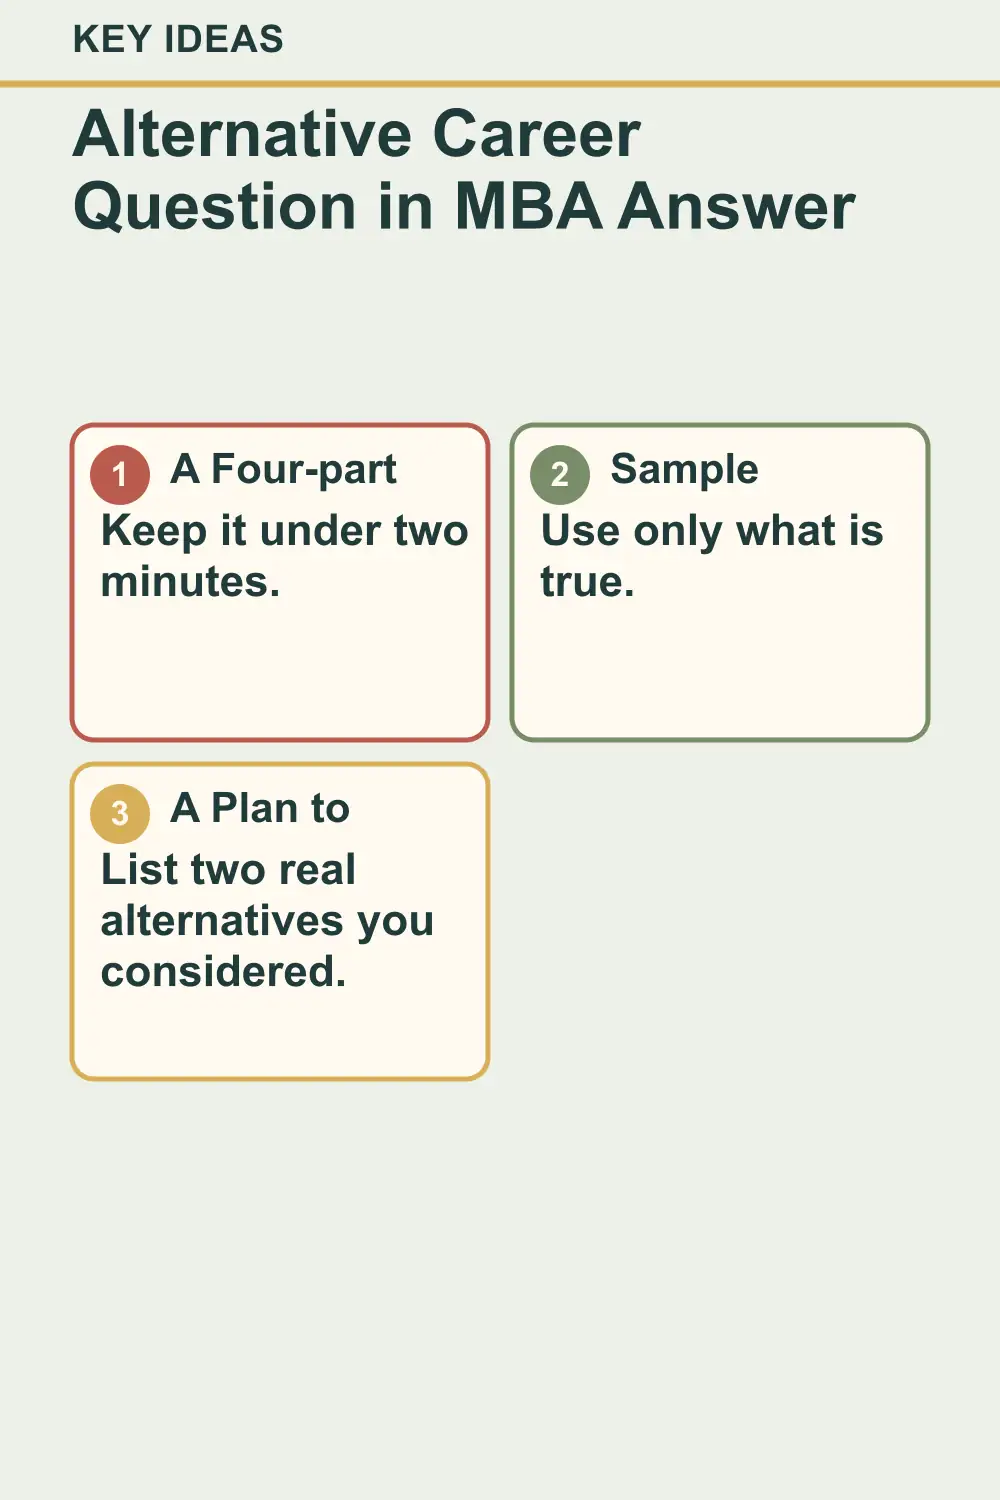 KEY IDEAS
Alternative Career
Question in MBA Answer
1 A Four-part
Keep it under two
minutes.
2 Sample
Use only what is
true.
3 A Plan to
List two real
alternatives you
considered.